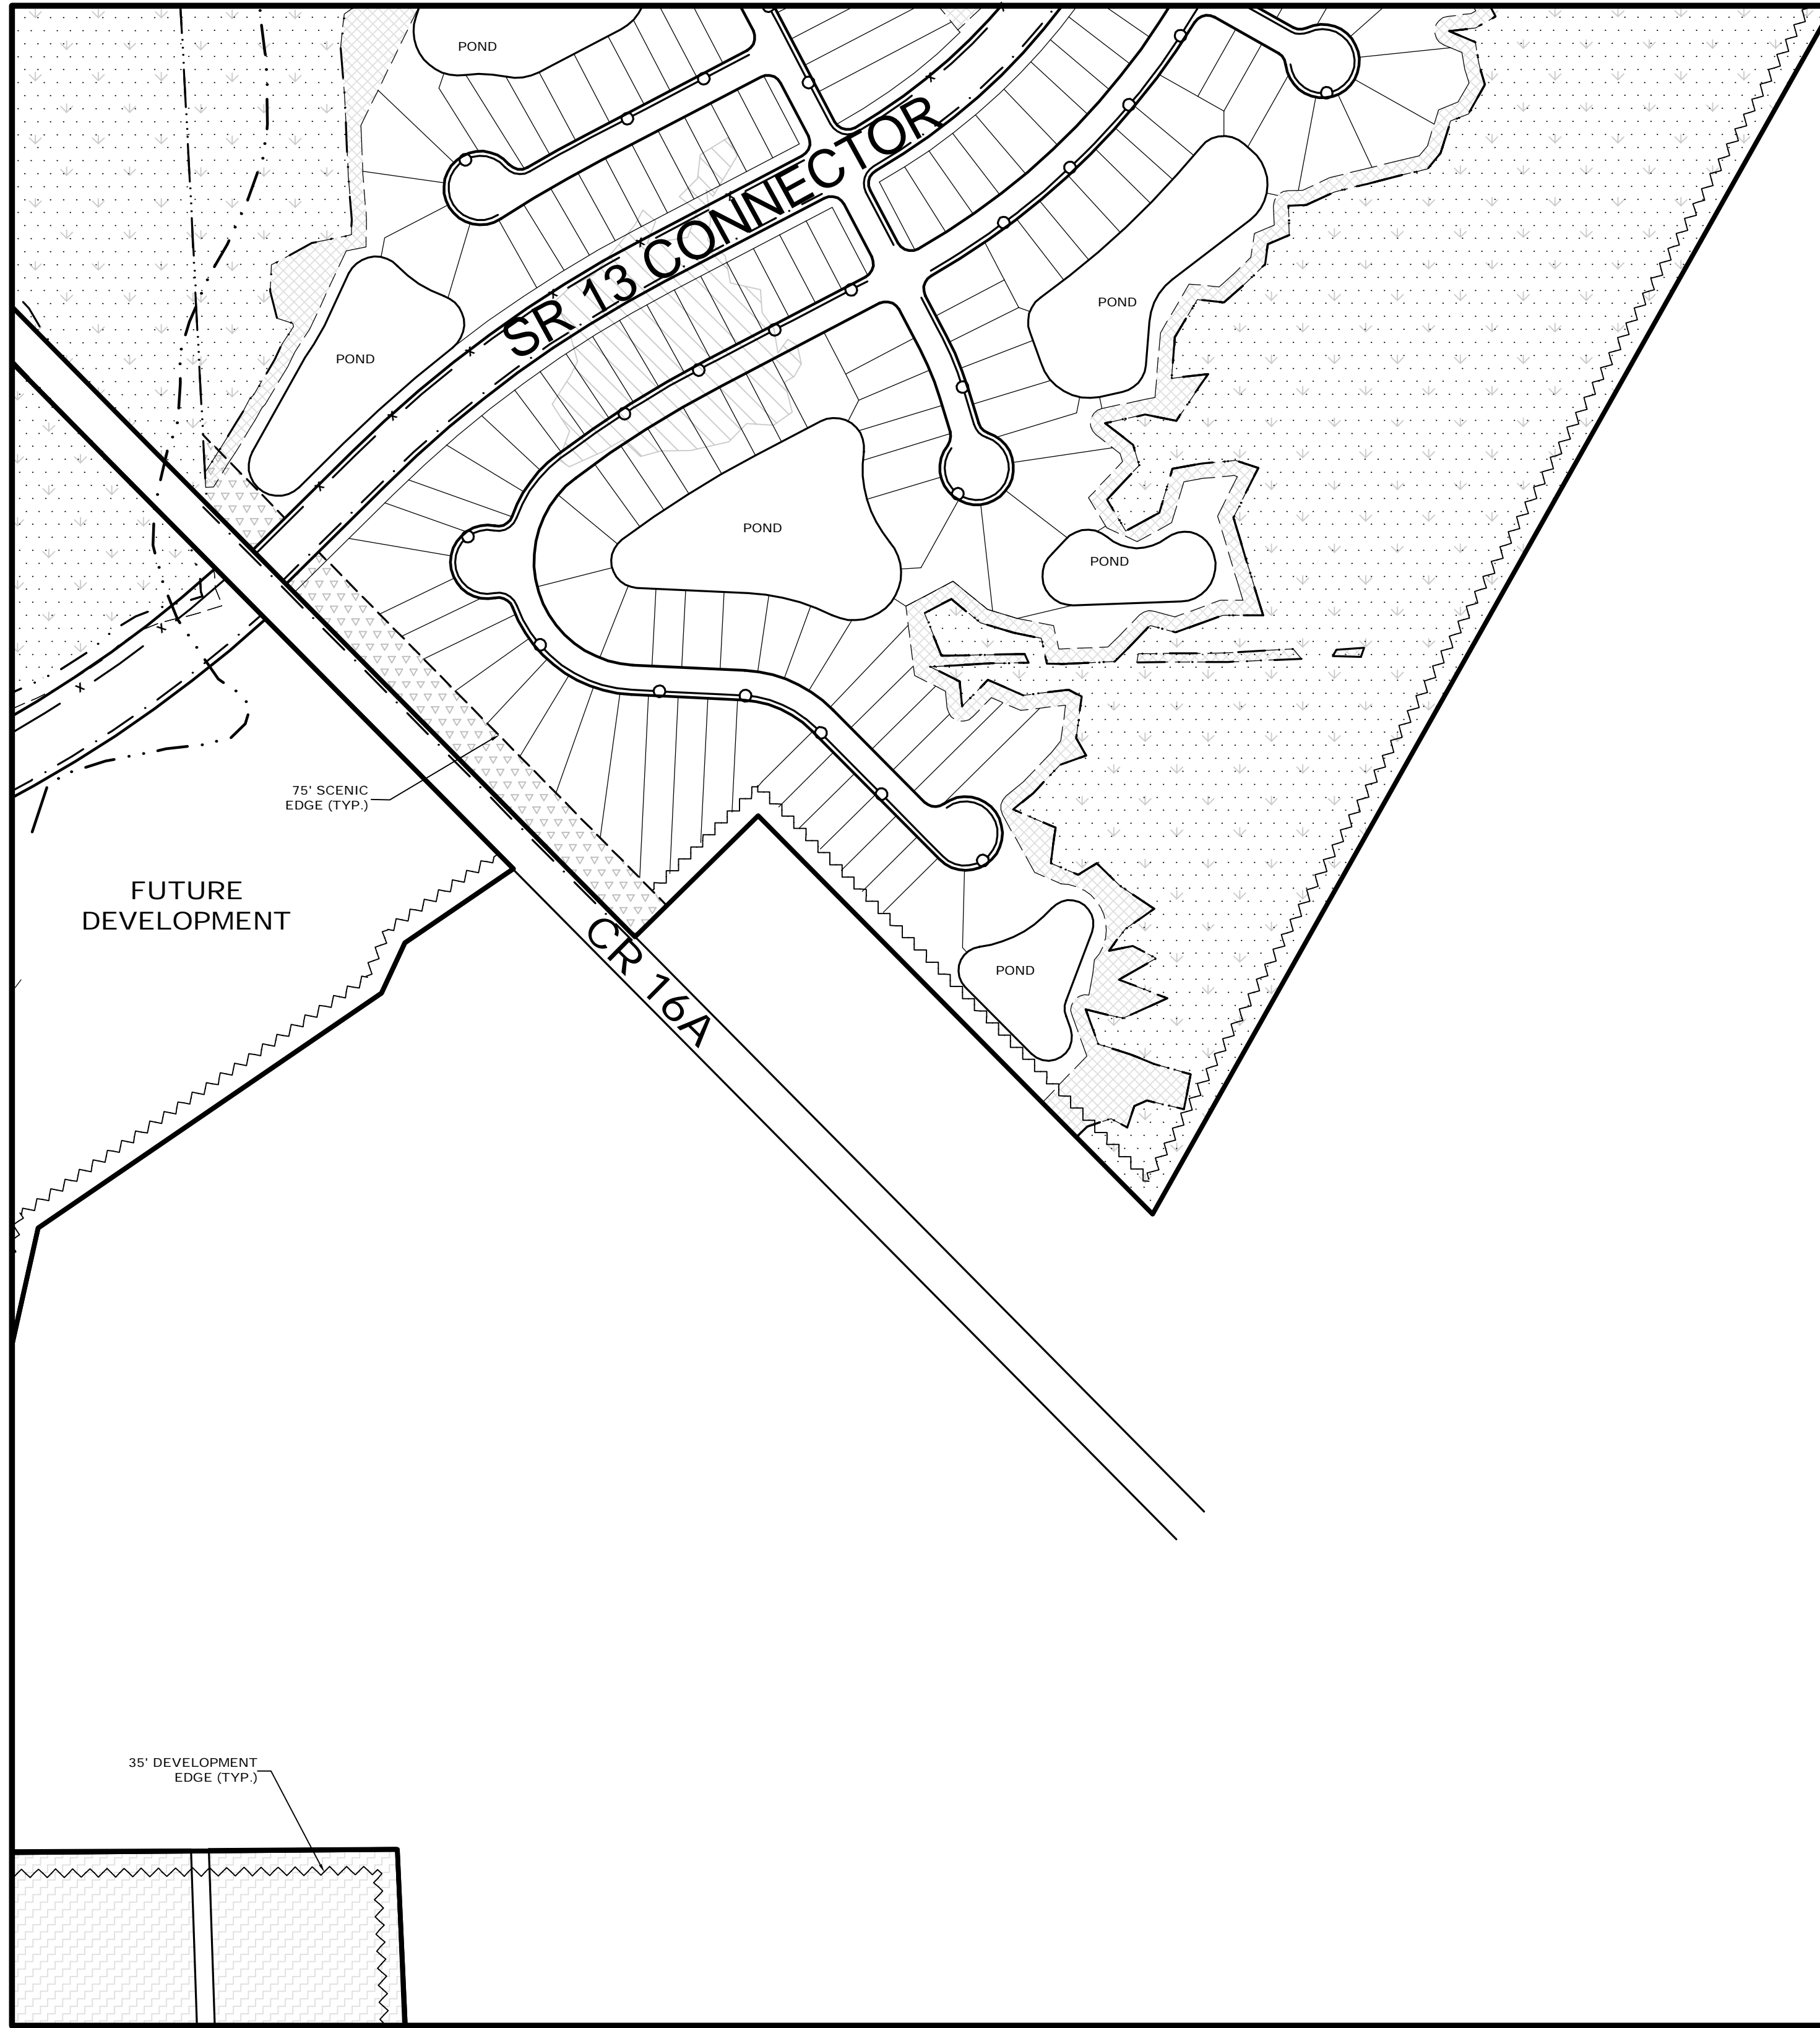 POND
SR 13 CONNECTOR
POND
POND
POND
POND
75' SCENIC
EDGE (TYP.)
FUTURE
DEVELOPMENT
CR 16A
POND
35' DEVELOPMENT
EDGE (TYP.)